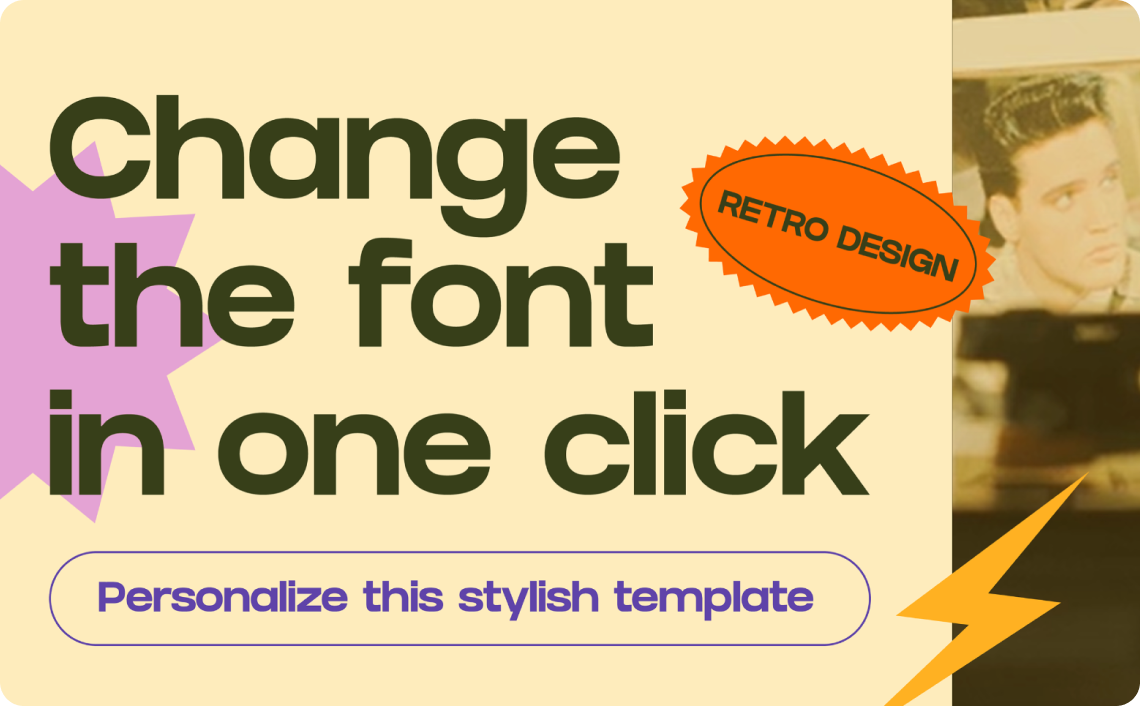 Change
the font
in one click
RETRO DESIGN
Personalize this stylish template